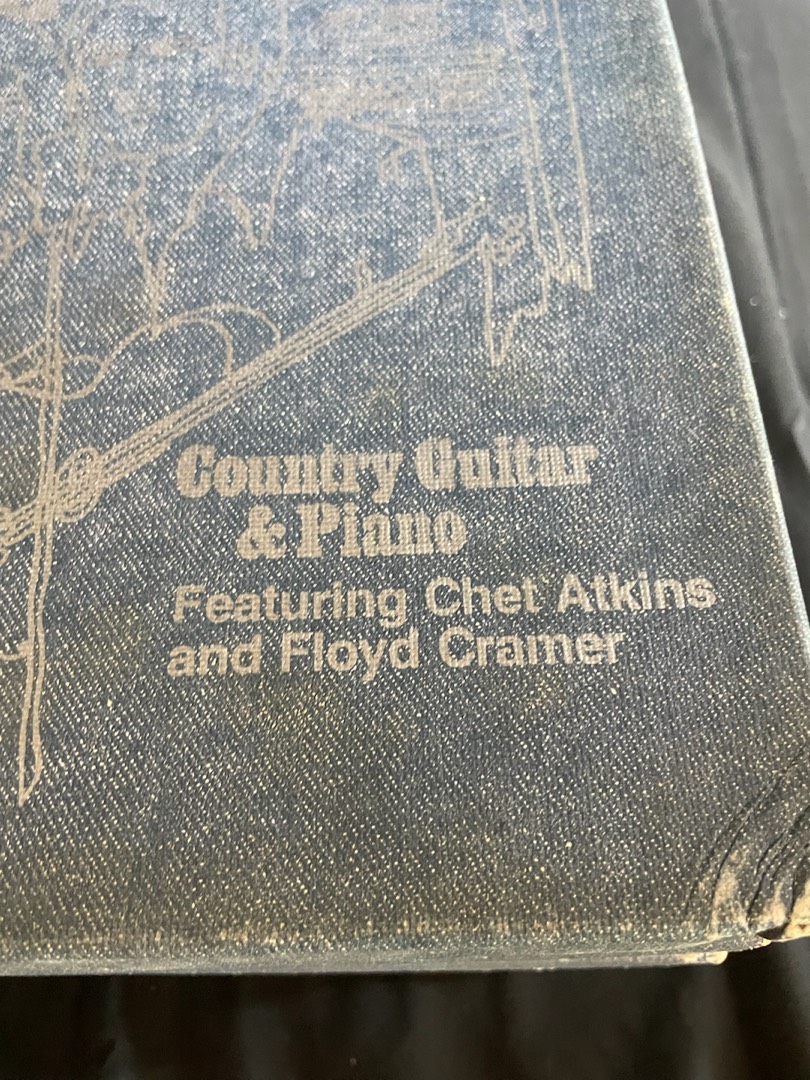 Country Guitar
& Piano
Featuring Chet Atkins
and Floyd Cramer